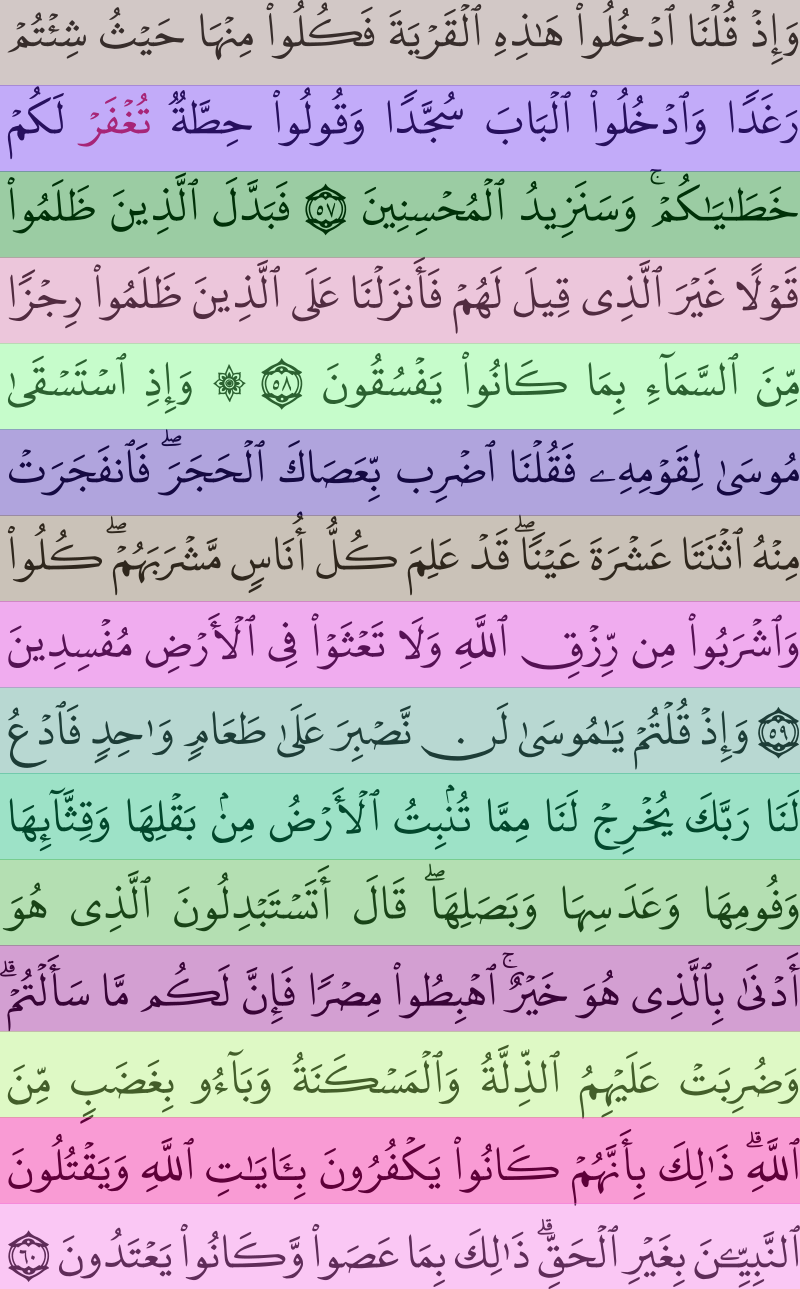 وَإِذۡ قُلۡنَا ٱدۡخُلُواْ هَٰذِهِ ٱلۡقَرۡيَةَ فَكُلُواْ مِنۡهَا حَيۡثُ شِئۡتُمۡ
رَغَدٗا وَٱدۡخُلُواْ ٱلۡبَابَ سُجَّدٗا وَقُولُواْ حِطَّةٞ تُغۡفَرۡ لَكُمۡ
خَطَٰيَٰكُمۡۚ وَسَنَزِيدُ ٱلۡمُحۡسِنِينَ ٥٧ فَبَدَّلَ ٱلَّذِينَ ظَلَمُواْ
قَوۡلًا غَيۡرَ ٱلَّذِي قِيلَ لَهُمۡ فَأَنزَلۡنَا عَلَى ٱلَّذِينَ ظَلَمُواْ رِجۡزٗا
مِّنَ ٱلسَّمَآءِ بِمَا كَانُواْ يَفۡسُقُونَ ٥٨ ۞ وَإِذِ ٱسۡتَسۡقَىٰ
مُوسَىٰ لِقَوۡمِهِۦ فَقُلۡنَا ٱضۡرِب بِّعَصَاكَ ٱلۡحَجَرَۖ فَٱنفَجَرَتۡ
مِنۡهُ ٱثۡنَتَا عَشۡرَةَ عَيۡنٗاۖ قَدۡ عَلِمَ كُلُّ أُنَاسٖ مَّشۡرَبَهُمۡۖ كُلُواْ
وَٱشۡرَبُواْ مِن رِّزۡقِ ٱللَّهِ وَلَا تَعۡثَوۡاْ فِي ٱلۡأَرۡضِ مُفۡسِدِينَ
٥٩ وَإِذۡ قُلۡتُمۡ يَٰمُوسَىٰ لَن نَّصۡبِرَ عَلَىٰ طَعَامٖ وَٰحِدٖ فَٱدۡعُ
لَنَا رَبَّكَ يُخۡرِجۡ لَنَا مِمَّا تُنۢبِتُ ٱلۡأَرۡضُ مِنۢ بَقۡلِهَا وَقِثَّآئِهَا
وَفُومِهَا وَعَدَسِهَا وَبَصَلِهَاۖ قَالَ أَتَسۡتَبۡدِلُونَ ٱلَّذِي هُوَ
أَدۡنَىٰ بِٱلَّذِي هُوَ خَيۡرٌۚ ٱهۡبِطُواْ مِصۡرٗا فَإِنَّ لَكُم مَّا سَأَلۡتُمۡۗ
وَضُرِبَتۡ عَلَيۡهِمُ ٱلذِّلَّةُ وَٱلۡمَسۡكَنَةُ وَبَآءُو بِغَضَبٖ مِّنَ
ٱللَّهِۗ ذَٰلِكَ بِأَنَّهُمۡ كَانُواْ يَكۡفُرُونَ بِـَٔايَٰتِ ٱللَّهِ وَيَقۡتُلُونَ
ٱلنَّبِيِّـۧنَ بِغَيۡرِ ٱلۡحَقِّۗ ذَٰلِكَ بِمَا عَصَواْ وَّكَانُواْ يَعۡتَدُونَ ٦٠